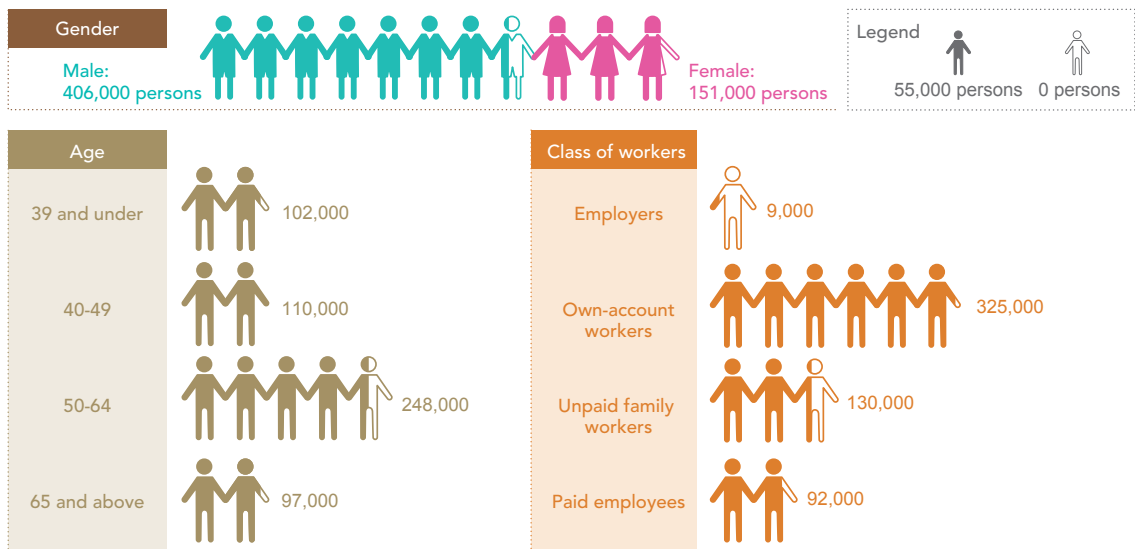 Gender
Male:
406,000 persons
Female:
151,000 persons
Legend
55,000 persons
0 persons
Age
39 and under
102,000
40-49
110,000
50-64
248,000
65 and above
97,000
Class of workers
Employers
9,000
Own-account
workers
325,000
Unpaid family
workers
130,000
Paid employees
92,000